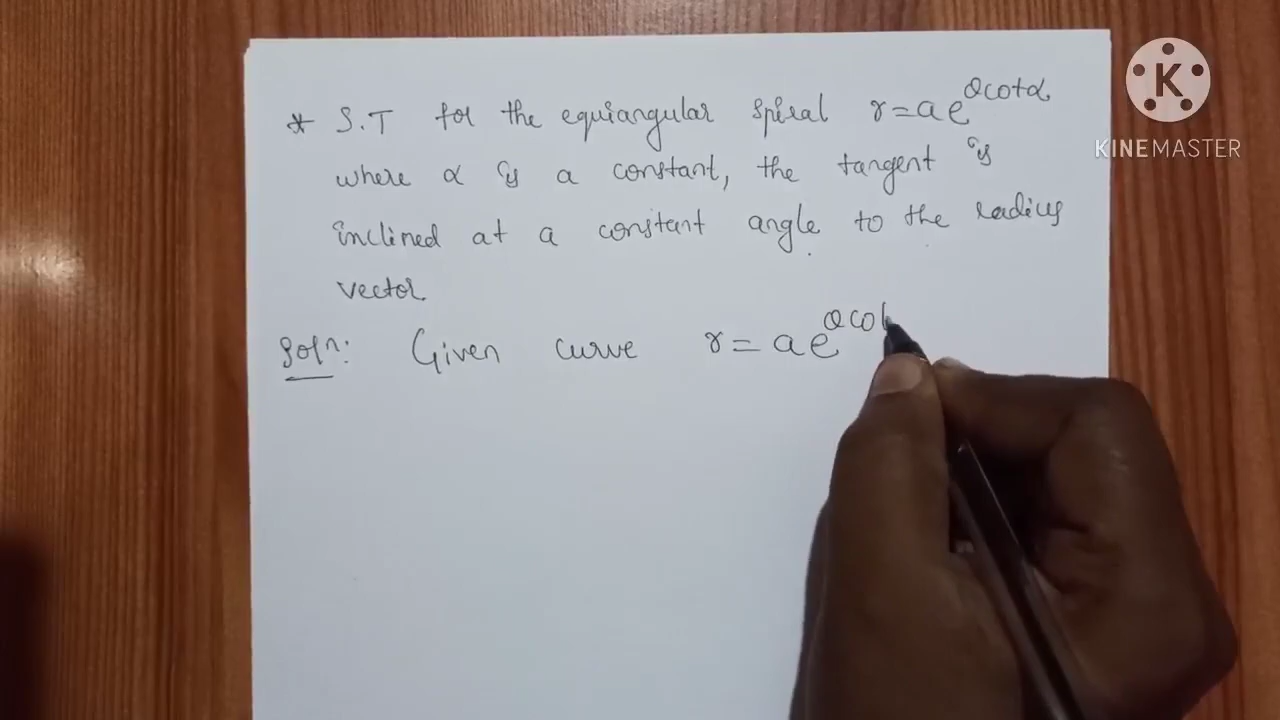 * S.T for the equiangular spiral r=ae^θcotα
where α is a constant, the tangent is
inclined at a constant angle to the radius
vector.
Soln: Given curve r=ae^θcot
K
KINEMASTER